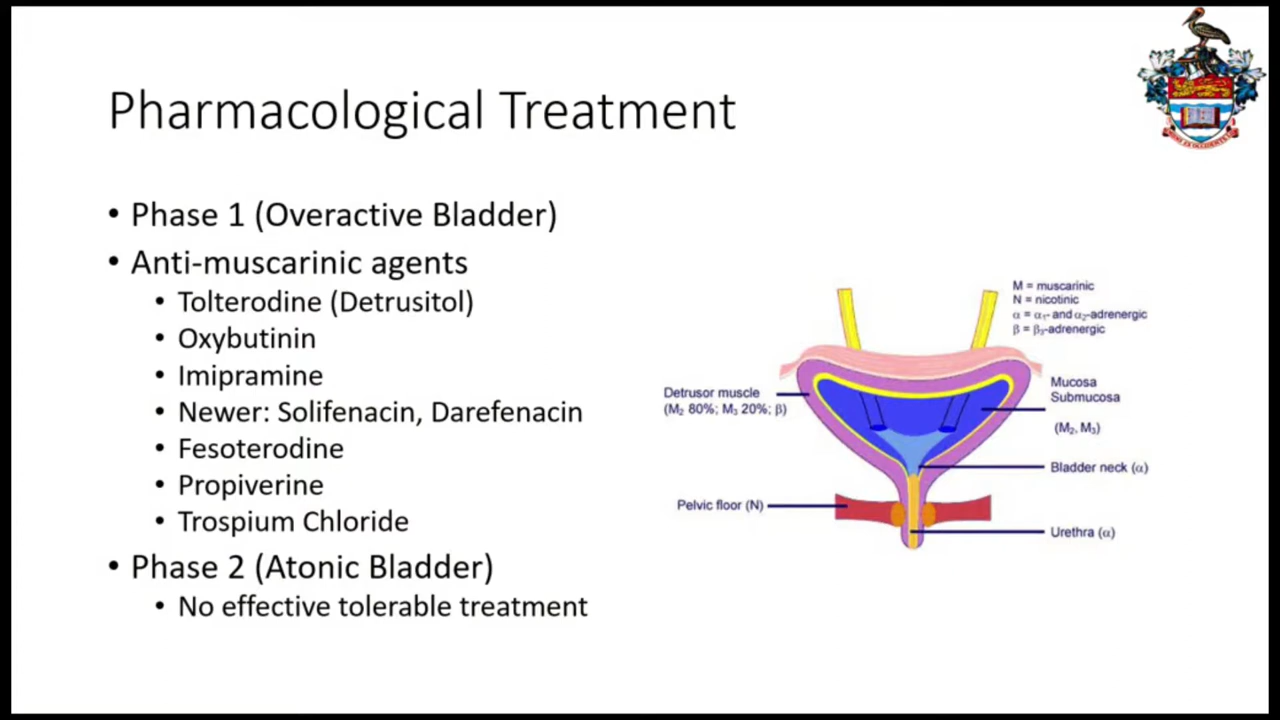 Pharmacological Treatment
• Phase 1 (Overactive Bladder)
• Anti-muscarinic agents
• Tolterodine (Detrusitol)
• Oxybutinin
• Imipramine
• Newer: Solifenacin, Darefenacin
• Fesoterodine
• Propiverine
• Trospium Chloride
• Phase 2 (Atonic Bladder)
• No effective tolerable treatment
M = muscarinic
N = nicotinic
α = α₁- and α₂-adrenergic
β = β₃-adrenergic
Detrusor muscle
(M₂ 80%; M₃ 20%; β)
Mucosa
Submucosa
(M₂, M₃)
Bladder neck (α)
Pelvic floor (N)
Urethra (α)